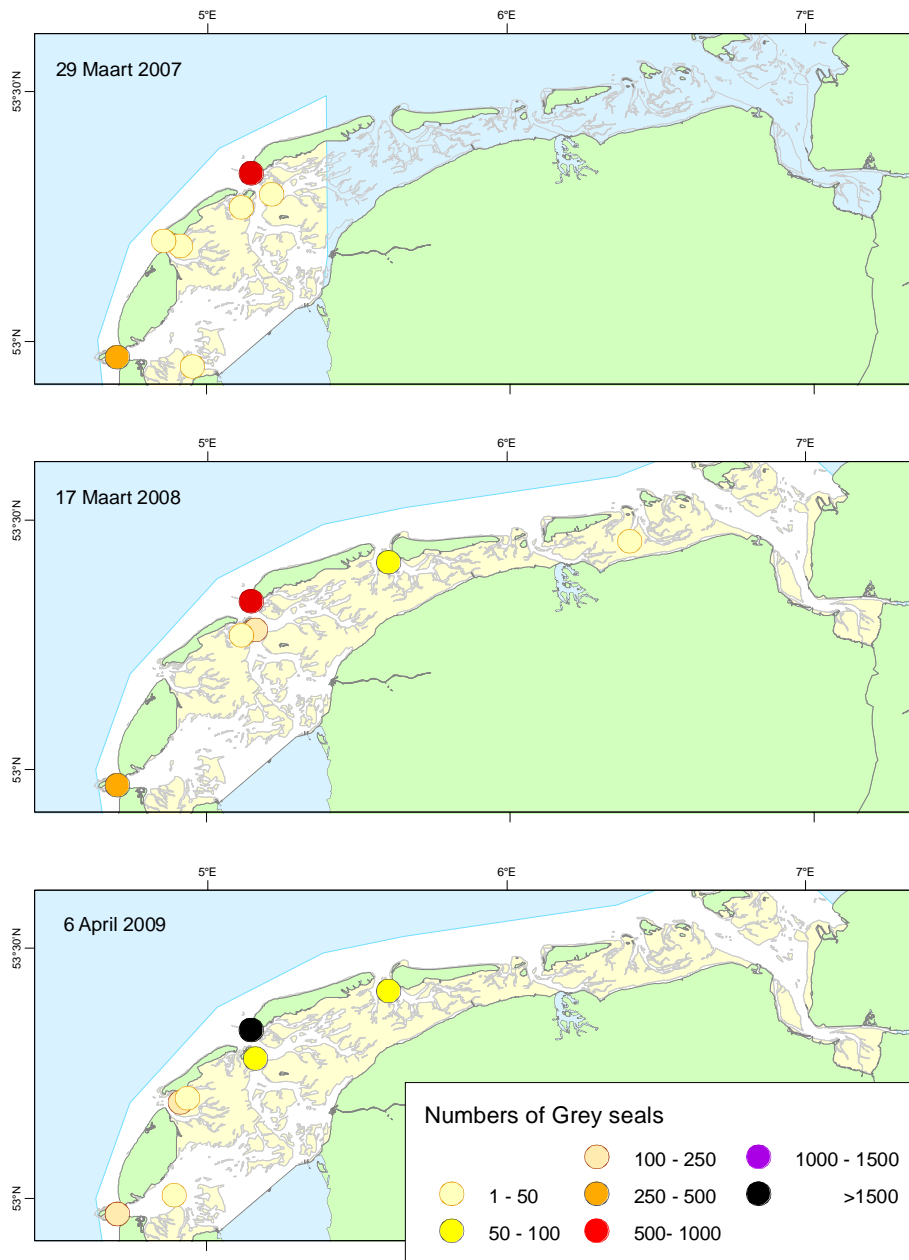 5°E 6°E 7°E
29 Maart 2007
53°30'N
53°N
5°E 6°E 7°E
17 Maart 2008
53°30'N
53°N
5°E 6°E 7°E
6 April 2009
53°30'N
53°N
Numbers of Grey seals
100 - 250 1000 - 1500
1 - 50 250 - 500 >1500
50 - 100 500- 1000